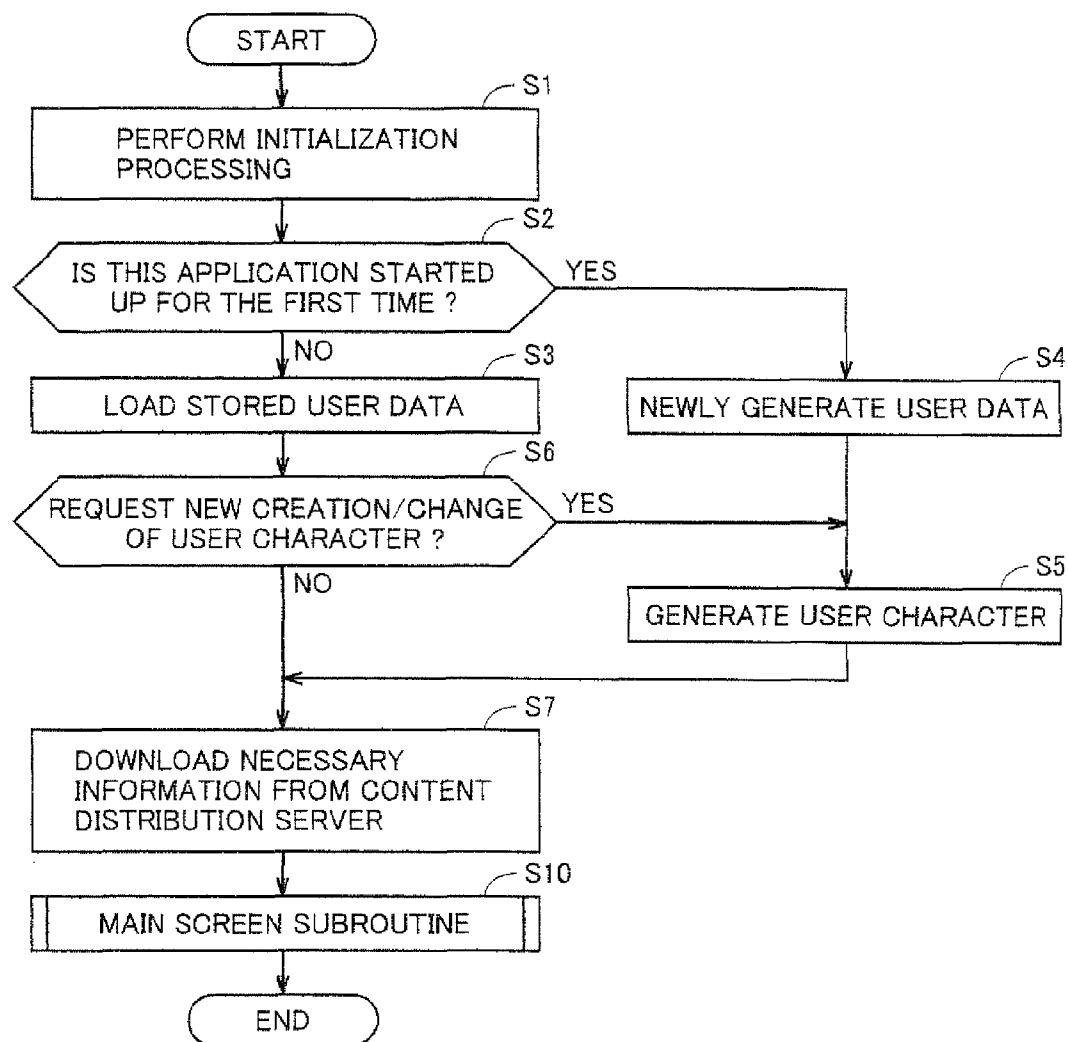 START
S1
PERFORM INITIALIZATION
PROCESSING
S2
IS THIS APPLICATION STARTED
UP FOR THE FIRST TIME ?
YES
NO
S3
LOAD STORED USER DATA
S4
NEWLY GENERATE USER DATA
S6
REQUEST NEW CREATION/CHANGE
OF USER CHARACTER ?
YES
NO
S5
GENERATE USER CHARACTER
S7
DOWNLOAD NECESSARY
INFORMATION FROM CONTENT
DISTRIBUTION SERVER
S10
MAIN SCREEN SUBROUTINE
END